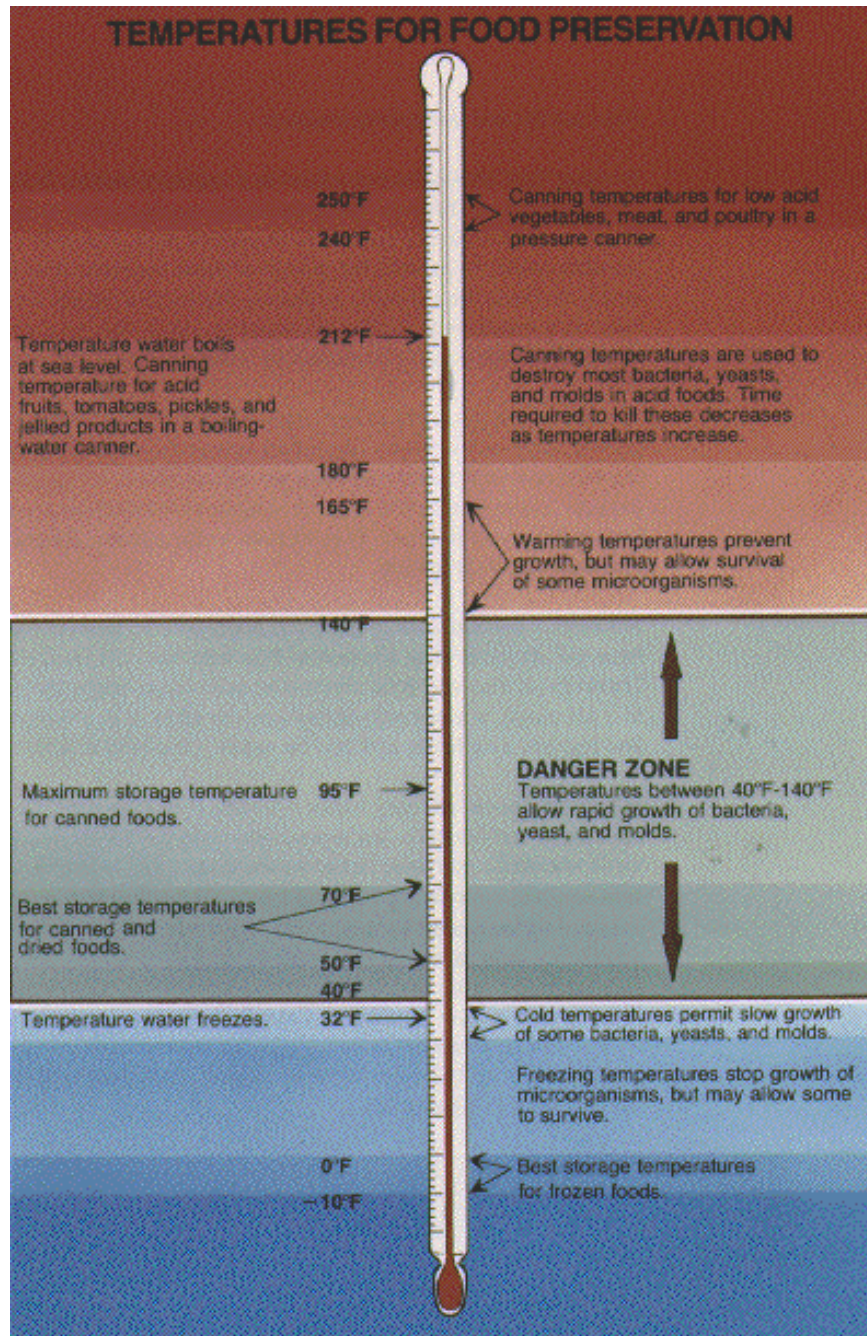 TEMPERATURES FOR FOOD PRESERVATION
250°F
Canning temperatures for low acid
vegetables, meat, and poultry in a
pressure canner.
240°F
212°F
Temperature water boils
at sea level. Canning
temperature for acid
fruits, tomatoes, pickles, and
jellied products in a boiling-
water canner.
Canning temperatures are used to
destroy most bacteria, yeasts,
and molds in acid foods. Time
required to kill these decreases
as temperatures increase.
180°F
165°F
Warming temperatures prevent
growth, but may allow survival
of some microorganisms.
140°F
DANGER ZONE
Temperatures between 40°F-140°F
allow rapid growth of bacteria,
yeast, and molds.
Maximum storage temperature
for canned foods.
95°F
70°F
Best storage temperatures
for canned and
dried foods.
50°F
40°F
Temperature water freezes.
32°F
Cold temperatures permit slow growth
of some bacteria, yeasts, and molds.
Freezing temperatures stop growth of
microorganisms, but may allow some
to survive.
0°F
Best storage temperatures
for frozen foods.
–10°F